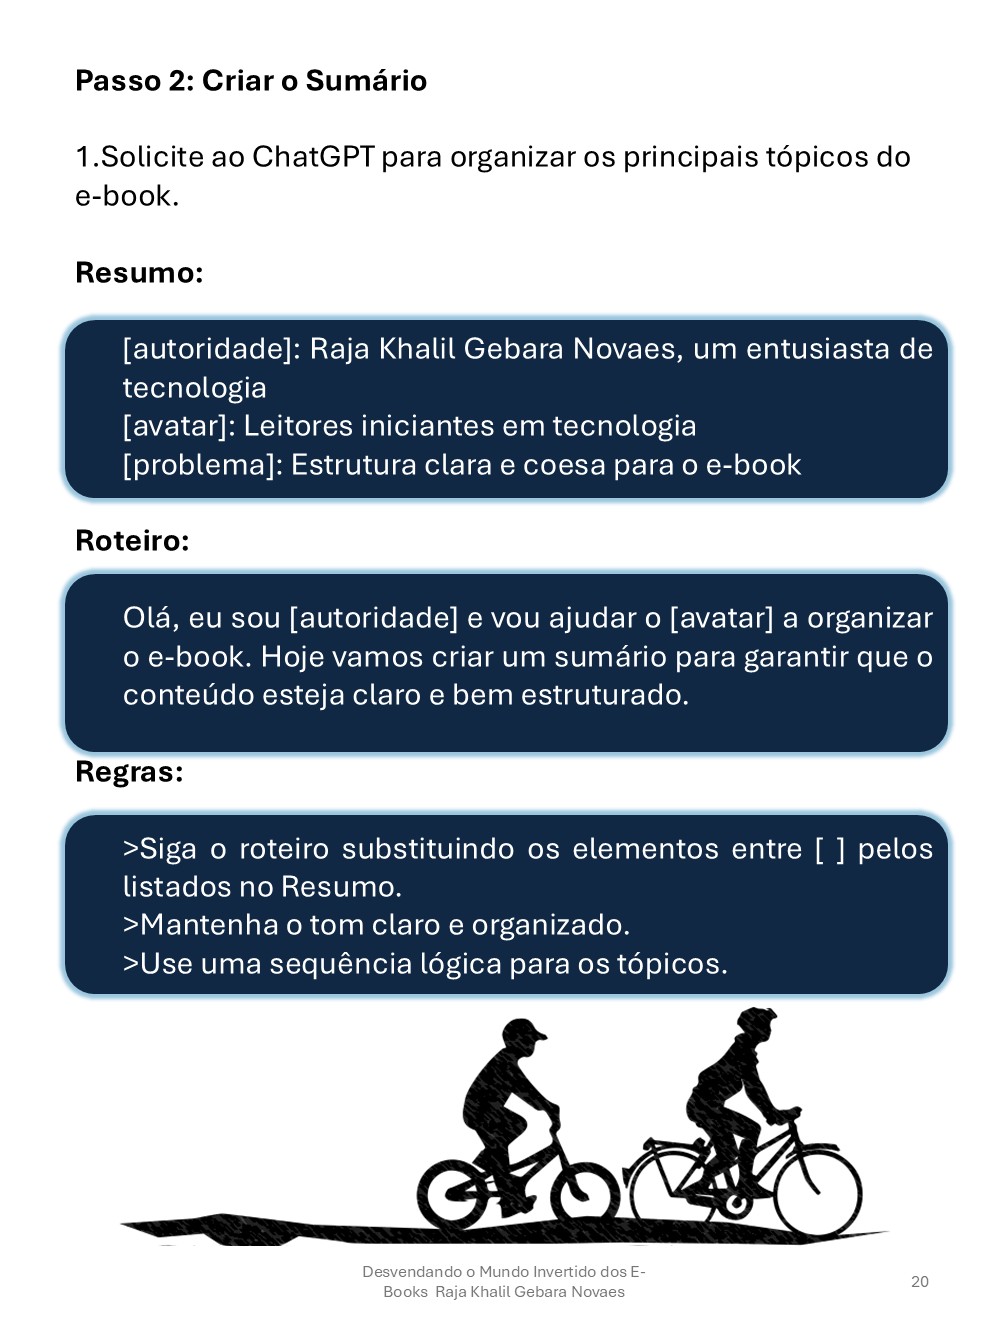 Passo 2: Criar o Sumário
1.Solicite ao ChatGPT para organizar os principais tópicos do
e-book.
Resumo:
[autoridade]: Raja Khalil Gebara Novaes, um entusiasta de
tecnologia
[avatar]: Leitores iniciantes em tecnologia
[problema]: Estrutura clara e coesa para o e-book
Roteiro:
Olá, eu sou [autoridade] e vou ajudar o [avatar] a organizar
o e-book. Hoje vamos criar um sumário para garantir que o
conteúdo esteja claro e bem estruturado.
Regras:
>Siga o roteiro substituindo os elementos entre [ ] pelos
listados no Resumo.
>Mantenha o tom claro e organizado.
>Use uma sequência lógica para os tópicos.
Desvendando o Mundo Invertido dos E-
Books Raja Khalil Gebara Novaes
20